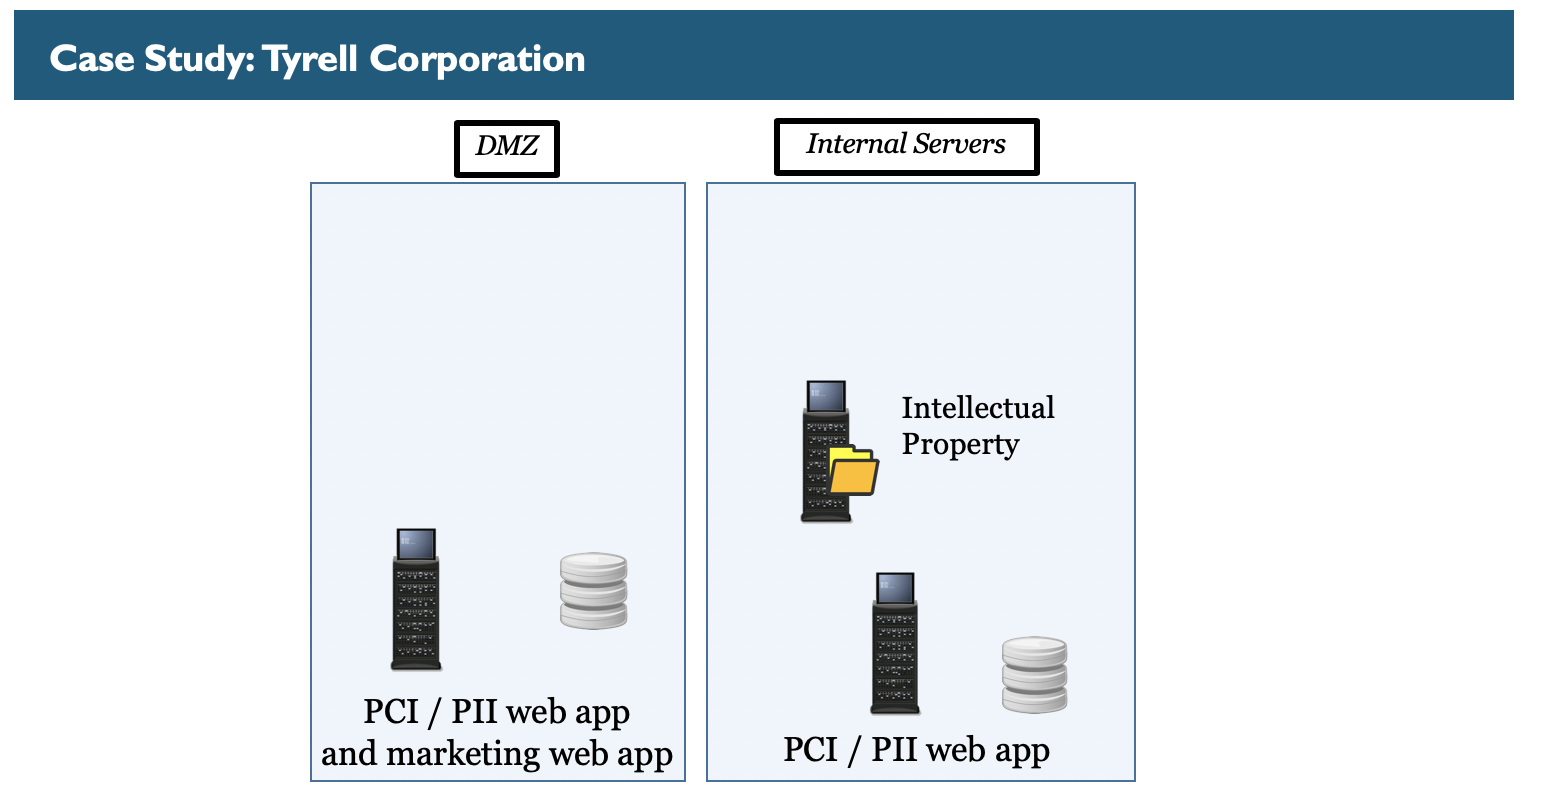 Case Study: Tyrell Corporation
DMZ
Internal Servers
Intellectual
Property
PCI / PII web app
and marketing web app
PCI / PII web app